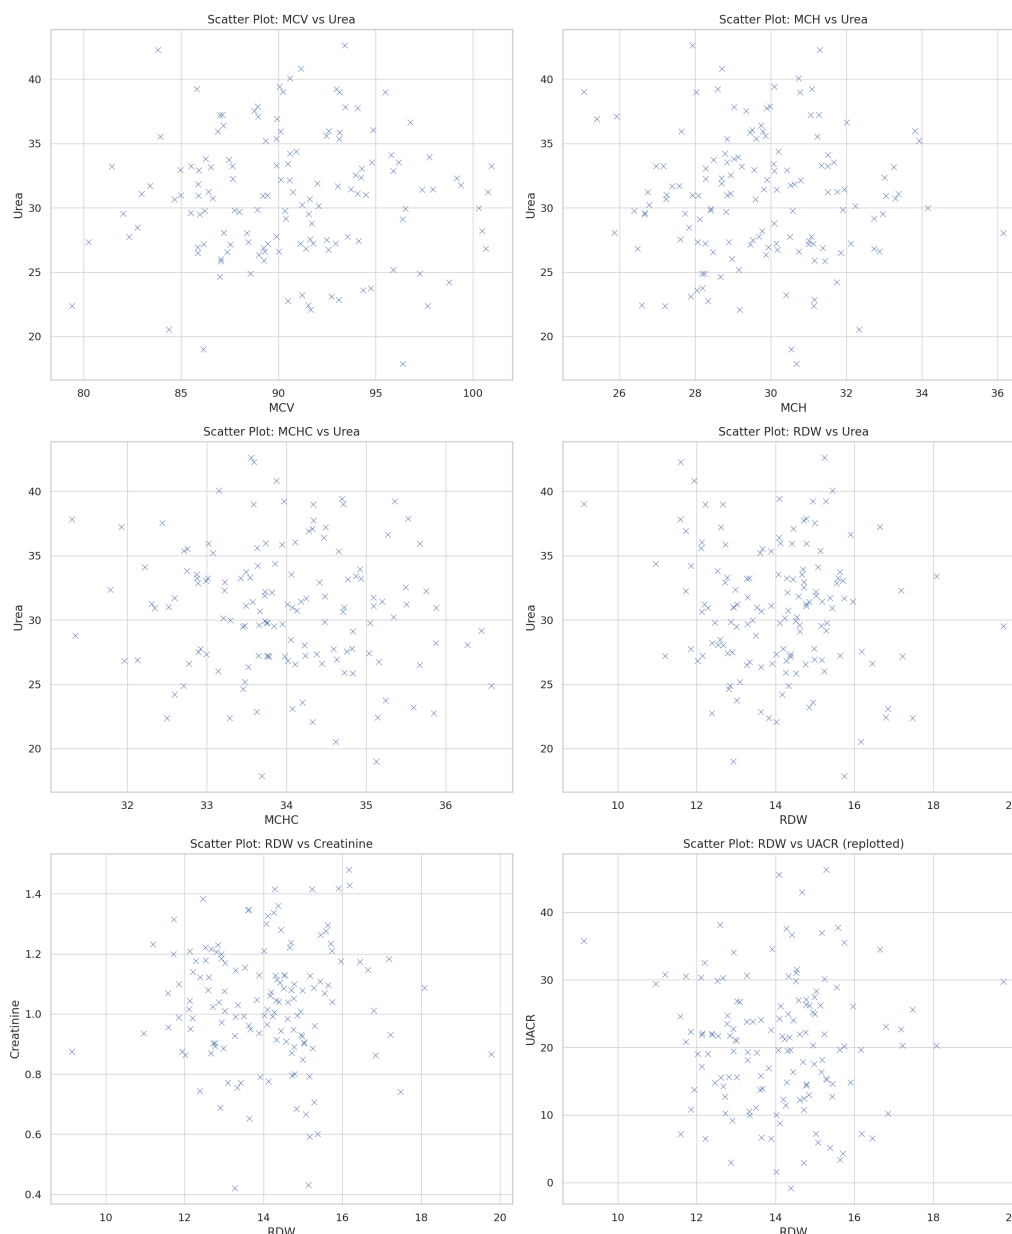 Scatter Plot: MCV vs Urea
Urea
40
35
30
25
20
80 85 90 95 100
MCV
Scatter Plot: MCH vs Urea
Urea
40
35
30
25
20
26 28 30 32 34 36
MCH
Scatter Plot: MCHC vs Urea
Urea
40
35
30
25
20
32 33 34 35 36
MCHC
Scatter Plot: RDW vs Urea
Urea
40
35
30
25
20
10 12 14 16 18
RDW
Scatter Plot: RDW vs Creatinine
Creatinine
1.4
1.2
1.0
0.8
0.6
0.4
10 12 14 16 18 20
RDW
Scatter Plot: RDW vs UACR (replotted)
UACR
40
30
20
10
0
10 12 14 16 18
RDW